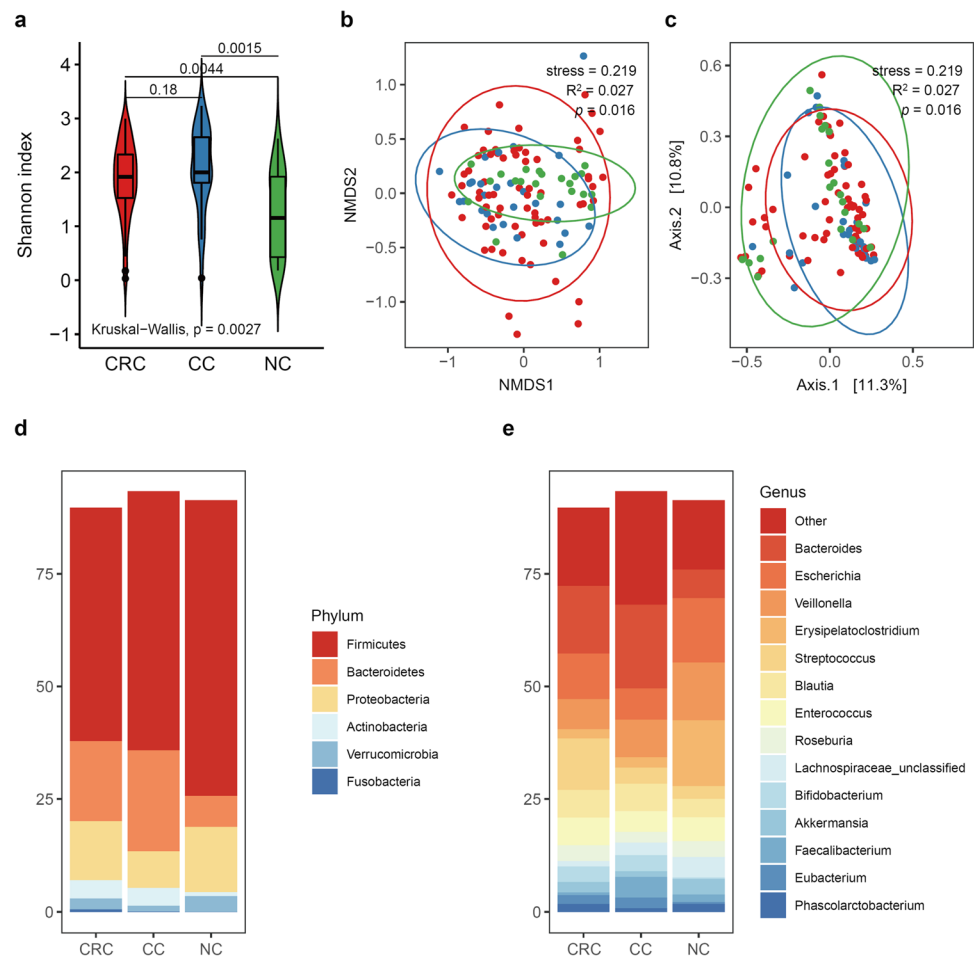 a
b
c
0.0015
0.0044
0.18
4
3
2
1
0
−1
Shannon index
Kruskal−Wallis, p = 0.0027
CRC CC NC
stress = 0.219
R² = 0.027
p = 0.016
1.0
0.5
0.0
−0.5
−1.0
NMDS2
−1 0 1
NMDS1
stress = 0.219
R² = 0.027
p = 0.016
0.6
0.3
0.0
−0.3
Axis.2 [10.8%]
−0.5 0.0 0.5
Axis.1 [11.3%]
d
e
75
50
25
0
CRC CC NC
Phylum
Firmicutes
Bacteroidetes
Proteobacteria
Actinobacteria
Verrucomicrobia
Fusobacteria
75
50
25
0
CRC CC NC
Genus
Other
Bacteroides
Escherichia
Veillonella
Erysipelatoclostridium
Streptococcus
Blautia
Enterococcus
Roseburia
Lachnospiraceae_unclassified
Bifidobacterium
Akkermansia
Faecalibacterium
Eubacterium
Phascolarctobacterium